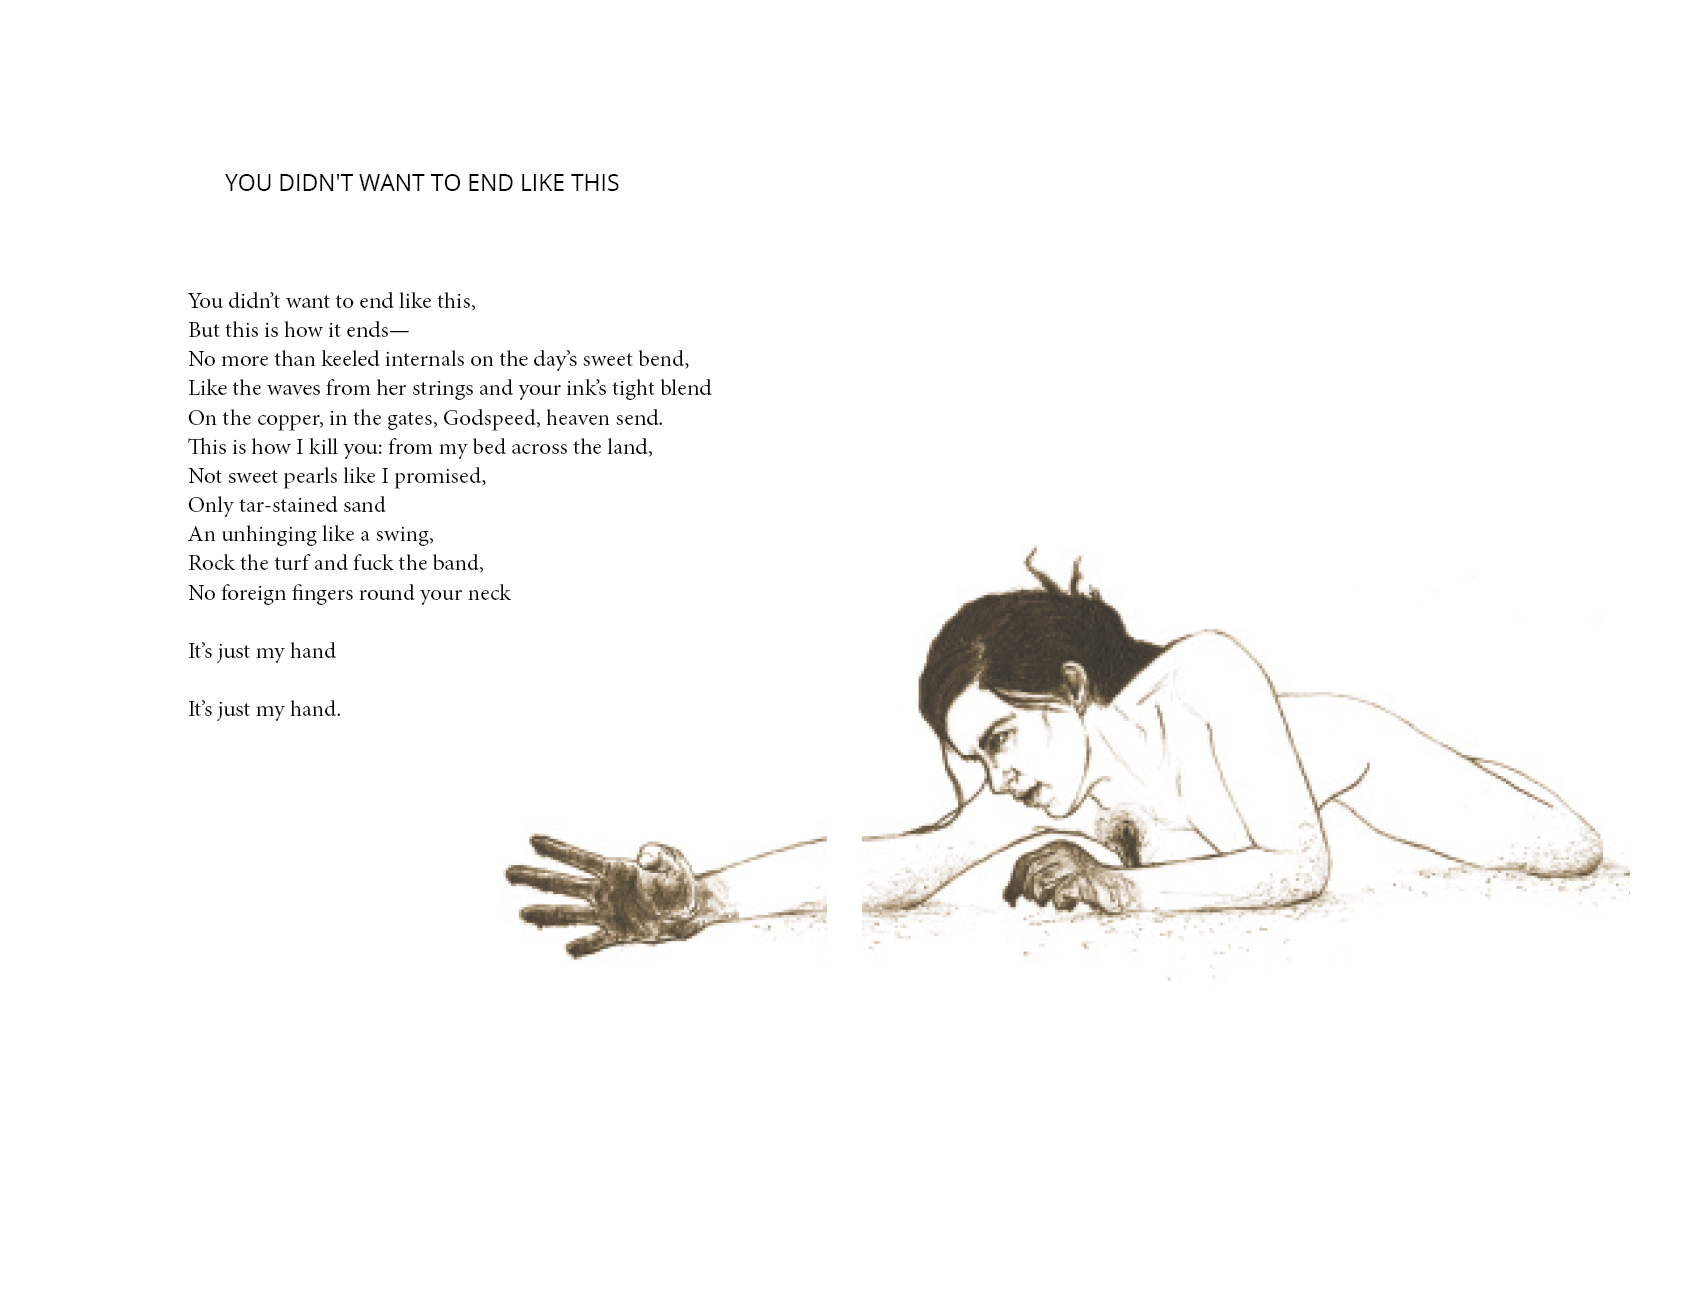 YOU DIDN'T WANT TO END LIKE THIS
You didn’t want to end like this,
But this is how it ends—
No more than keeled internals on the day’s sweet bend,
Like the waves from her strings and your ink’s tight blend
On the copper, in the gates, Godspeed, heaven send.
This is how I kill you: from my bed across the land,
Not sweet pearls like I promised,
Only tar-stained sand
An unhinging like a swing,
Rock the turf and fuck the band,
No foreign fingers round your neck
It’s just my hand
It’s just my hand.